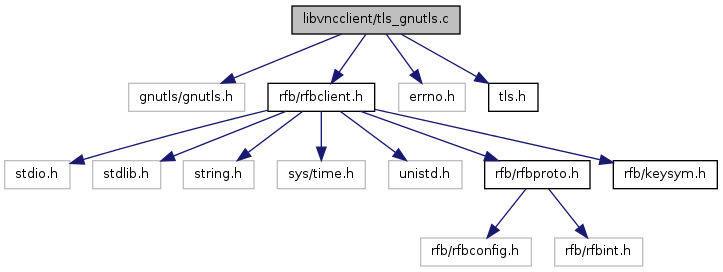 libvncclient/tls_gnutls.c
gnutls/gnutls.h
rfb/rfbclient.h
errno.h
tls.h
stdio.h
stdlib.h
string.h
sys/time.h
unistd.h
rfb/rfbproto.h
rfb/keysym.h
rfb/rfbconfig.h
rfb/rfbint.h